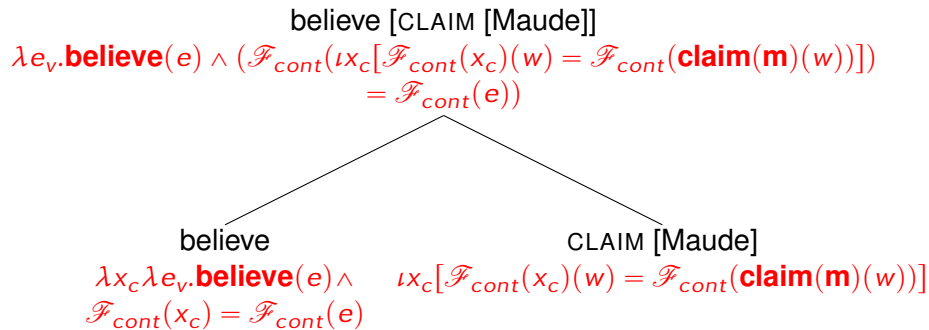 believe [CLAIM [Maude]]
λe_v.believe(e) ∧ (ℱ_cont(ιx_c[ℱ_cont(x_c)(w) = ℱ_cont(claim(m)(w))])
= ℱ_cont(e))
believe
λx_cλe_v.believe(e)∧
ℱ_cont(x_c) = ℱ_cont(e)
CLAIM [Maude]
ιx_c[ℱ_cont(x_c)(w) = ℱ_cont(claim(m)(w))]